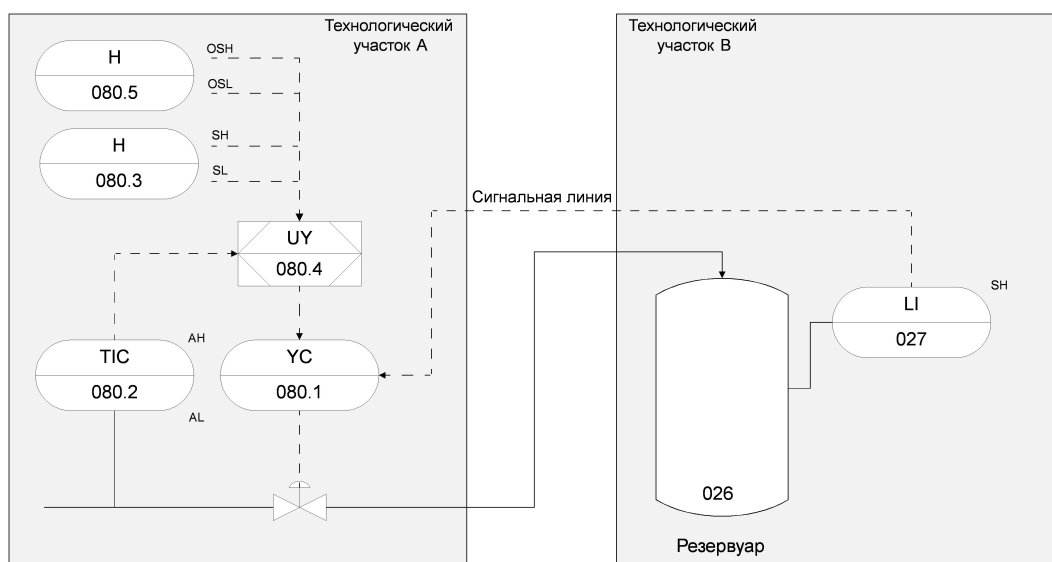 Технологический
участок А
H
080.5
OSH
OSL
H
080.3
SH
SL
UY
080.4
TIC
080.2
AH
AL
YC
080.1
Сигнальная линия
Технологический
участок В
026
Резервуар
LI
027
SH